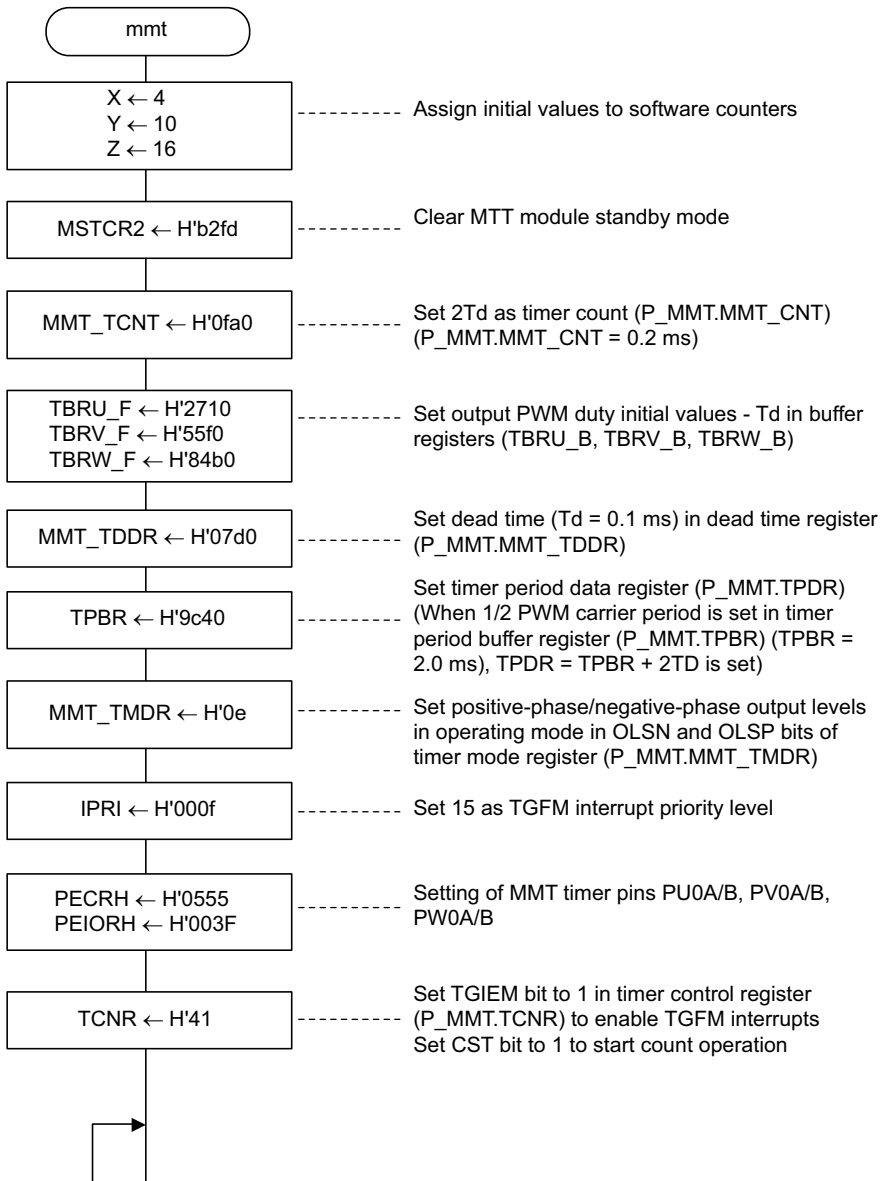 mmt
X ← 4
Y ← 10
Z ← 16
Assign initial values to software counters
MSTCR2 ← H'b2fd
Clear MTT module standby mode
MMT_TCNT ← H'0fa0
Set 2Td as timer count (P_MMT.MMT_CNT)
(P_MMT.MMT_CNT = 0.2 ms)
TBRU_F ← H'2710
TBRV_F ← H'55f0
TBRW_F ← H'84b0
Set output PWM duty initial values - Td in buffer
registers (TBRU_B, TBRV_B, TBRW_B)
MMT_TDDR ← H'07d0
Set dead time (Td = 0.1 ms) in dead time register
(P_MMT.MMT_TDDR)
TPBR ← H'9c40
Set timer period data register (P_MMT.TPDR)
(When 1/2 PWM carrier period is set in timer
period buffer register (P_MMT.TPBR) (TPBR =
2.0 ms), TPDR = TPBR + 2TD is set)
MMT_TMDR ← H'0e
Set positive-phase/negative-phase output levels
in operating mode in OLSN and OLSP bits of
timer mode register (P_MMT.MMT_TMDR)
IPRI ← H'000f
Set 15 as TGFM interrupt priority level
PECRH ← H'0555
PEIORH ← H'003F
Setting of MMT timer pins PU0A/B, PV0A/B,
PW0A/B
TCNR ← H'41
Set TGIEM bit to 1 in timer control register
(P_MMT.TCNR) to enable TGFM interrupts
Set CST bit to 1 to start count operation